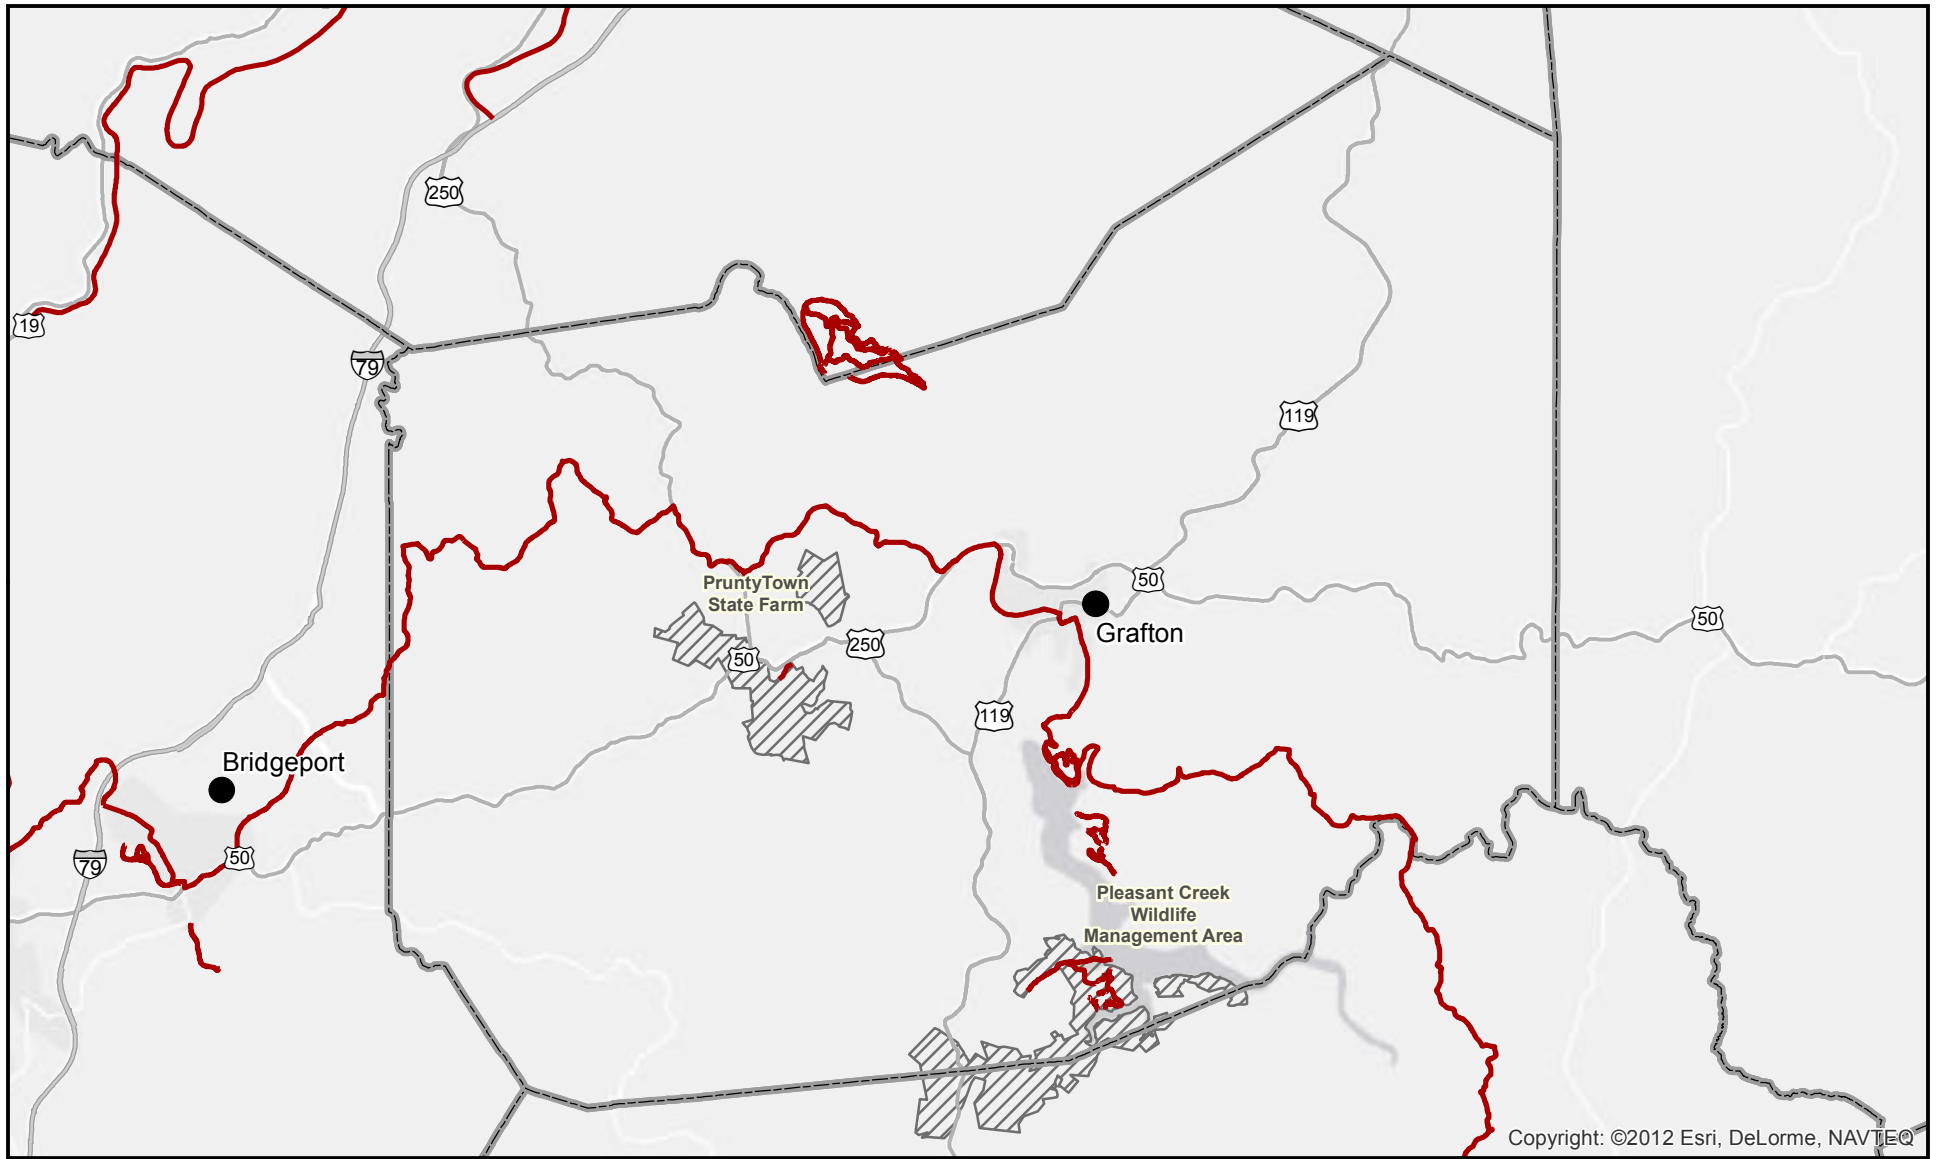 250
19
79
119
50
PruntyTown
State Farm
50
Grafton
250
50
119
Bridgeport
50
79
Pleasant Creek
Wildlife
Management Area
Copyright: ©2012 Esri, DeLorme, NAVTEQ